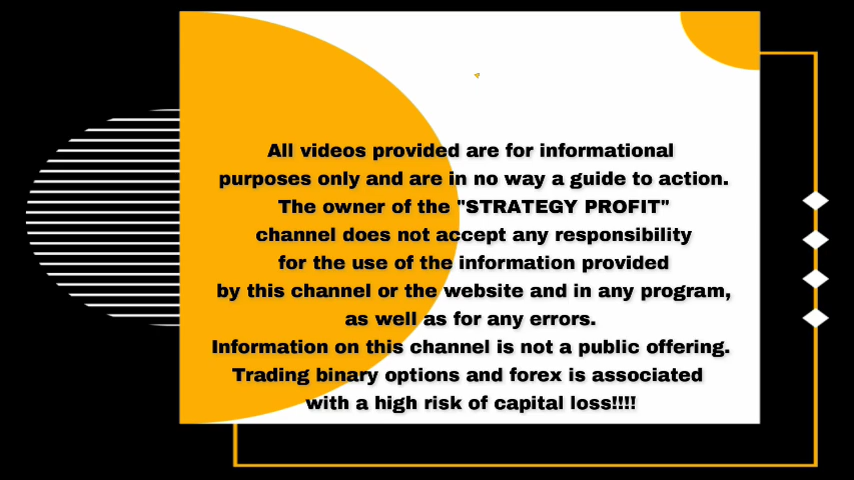 All videos provided are for informational
purposes only and are in no way a guide to action.
The owner of the "STRATEGY PROFIT"
channel does not accept any responsibility
for the use of the information provided
by this channel or the website and in any program,
as well as for any errors.
Information on this channel is not a public offering.
Trading binary options and forex is associated
with a high risk of capital loss!!!!